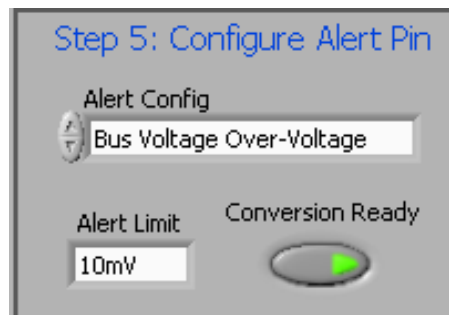 Step 5: Configure Alert Pin
Alert Config
Bus Voltage Over-Voltage
Alert Limit
Conversion Ready
10mV